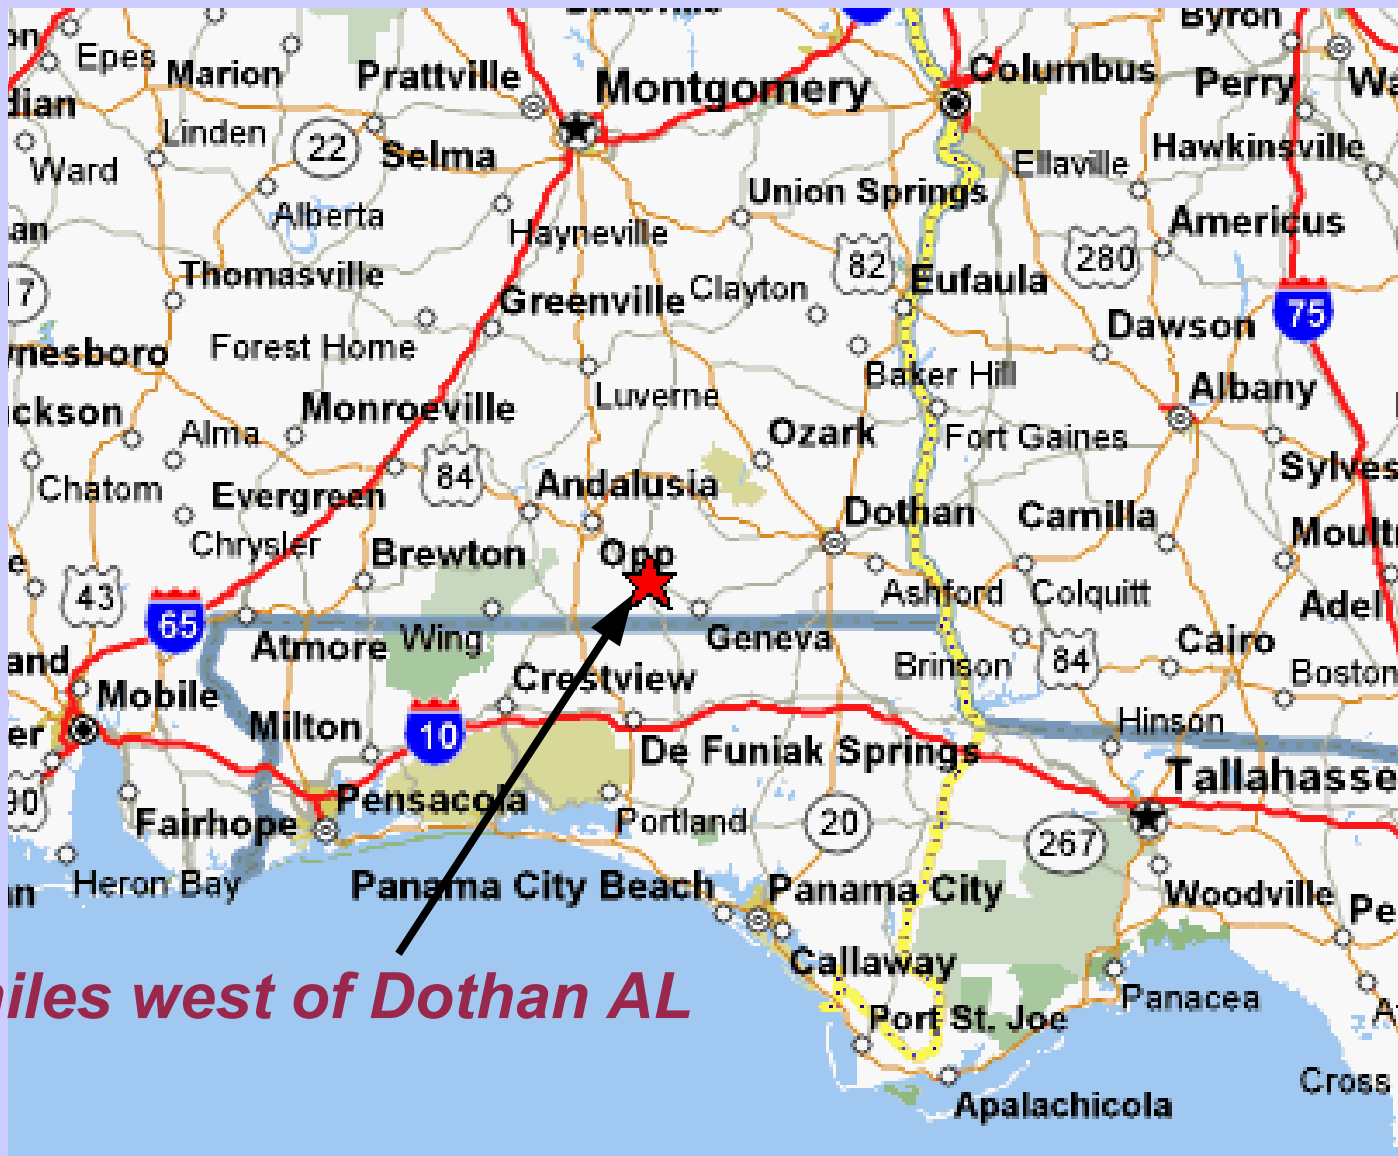 Byron
Epes
Marion
Prattville
Montgomery
Columbus
Perry
Linden
22
Selma
Ward
Ellaville
Hawkinsville
Union Springs
Alberta
Hayneville
Americus
82
280
Thomasville
Greenville
Clayton
Eufaula
75
Forest Home
Dawson
Luverne
Baker Hill
Albany
Monroeville
Alma
Ozark
Fort Gaines
84
Chatom
Evergreen
Andalusia
Dothan
Camilla
Chrysler
Brewton
Opp
43
Ashford
Colquitt
Adel
65
Atmore
Wing
Geneva
Brinson
84
Cairo
Boston
Mobile
Crestview
Milton
10
De Funiak Springs
Hinson
Tallahasse
Pensacola
Fairhope
Portland
20
267
Heron Bay
Panama City Beach
Panama City
Woodville
Callaway
iles west of Dothan AL
Port St. Joe
Panacea
Cross
Apalachicola